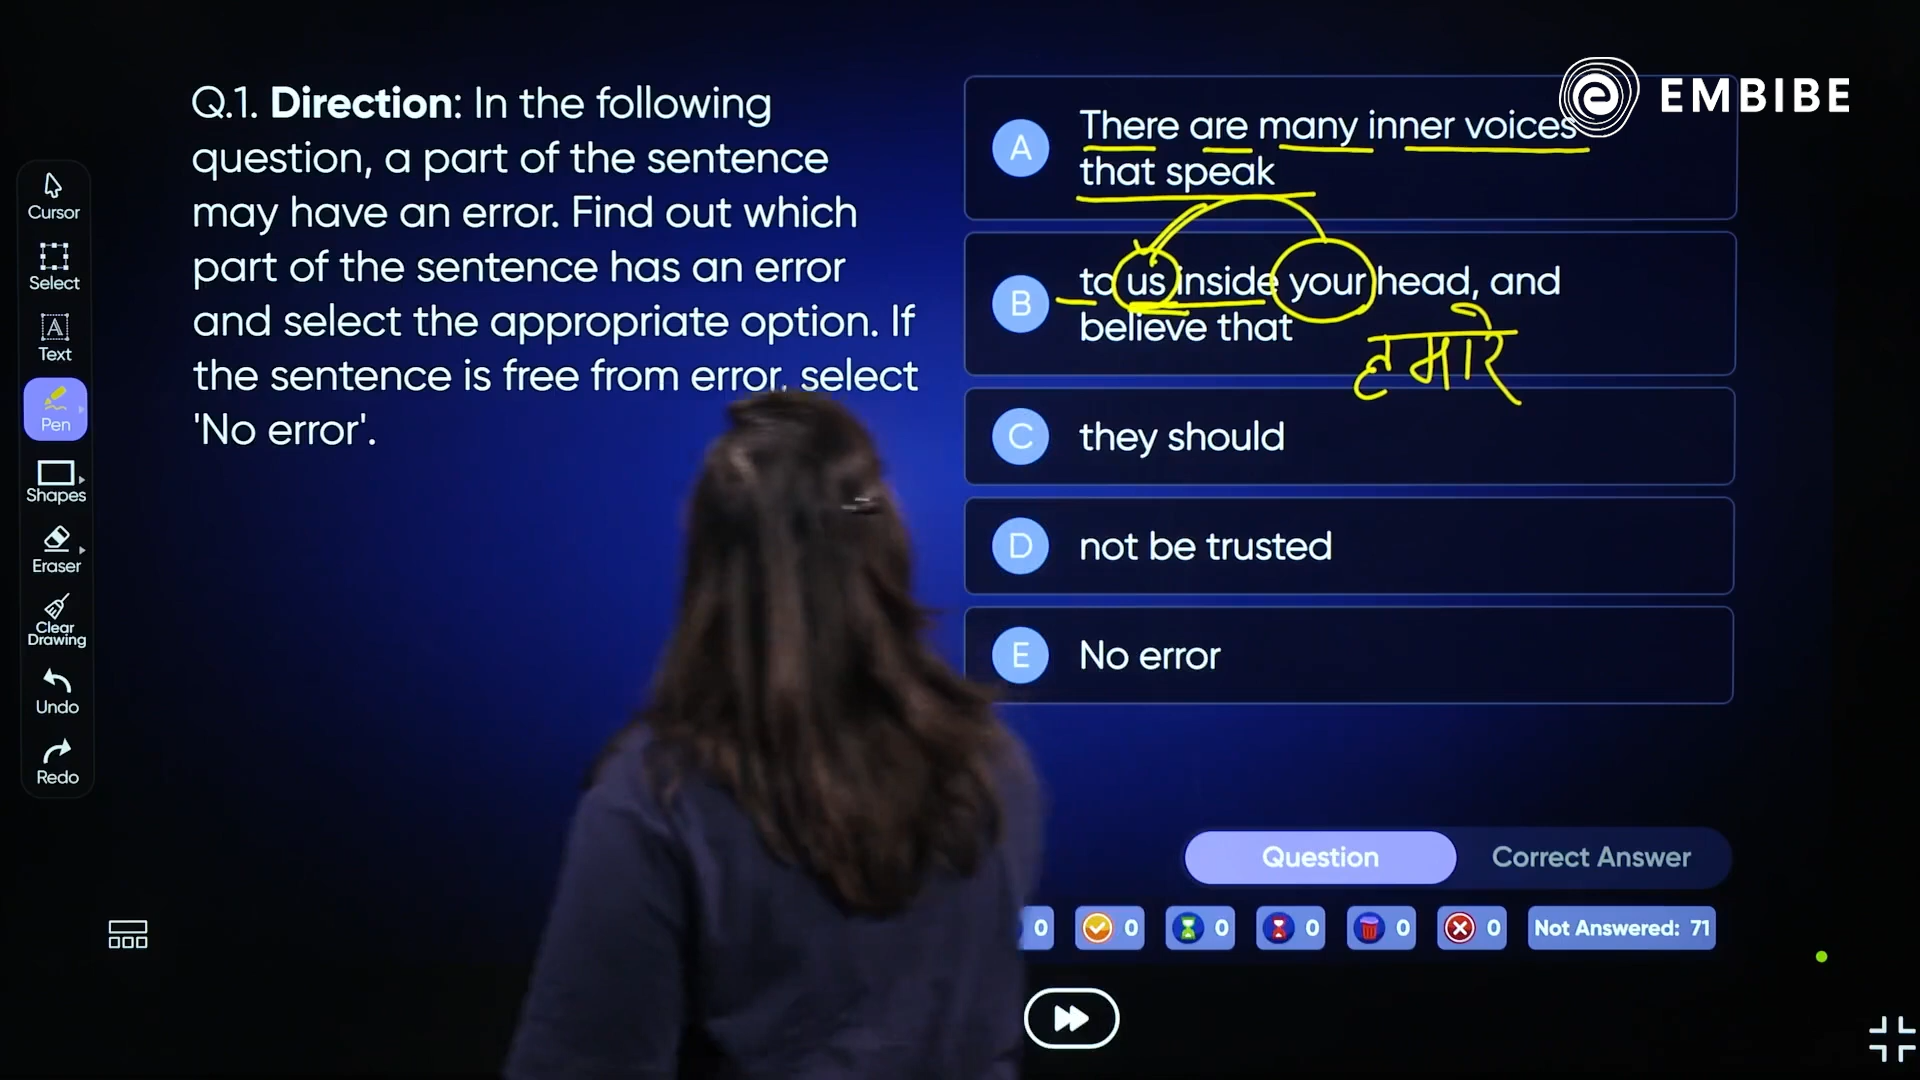 EMBIBE
Q.1. Direction: In the following
question, a part of the sentence
may have an error. Find out which
part of the sentence has an error
and select the appropriate option. If
the sentence is free from error, select
'No error'.
A There are many inner voices
that speak
B to us inside your head, and
believe that
हमारे
C they should
D not be trusted
E No error
Cursor
Select
A
Text
Pen
Shapes
Eraser
Clear
Drawing
Undo
Redo
Question Correct Answer
0 0 0 0 0 0 Not Answered: 71